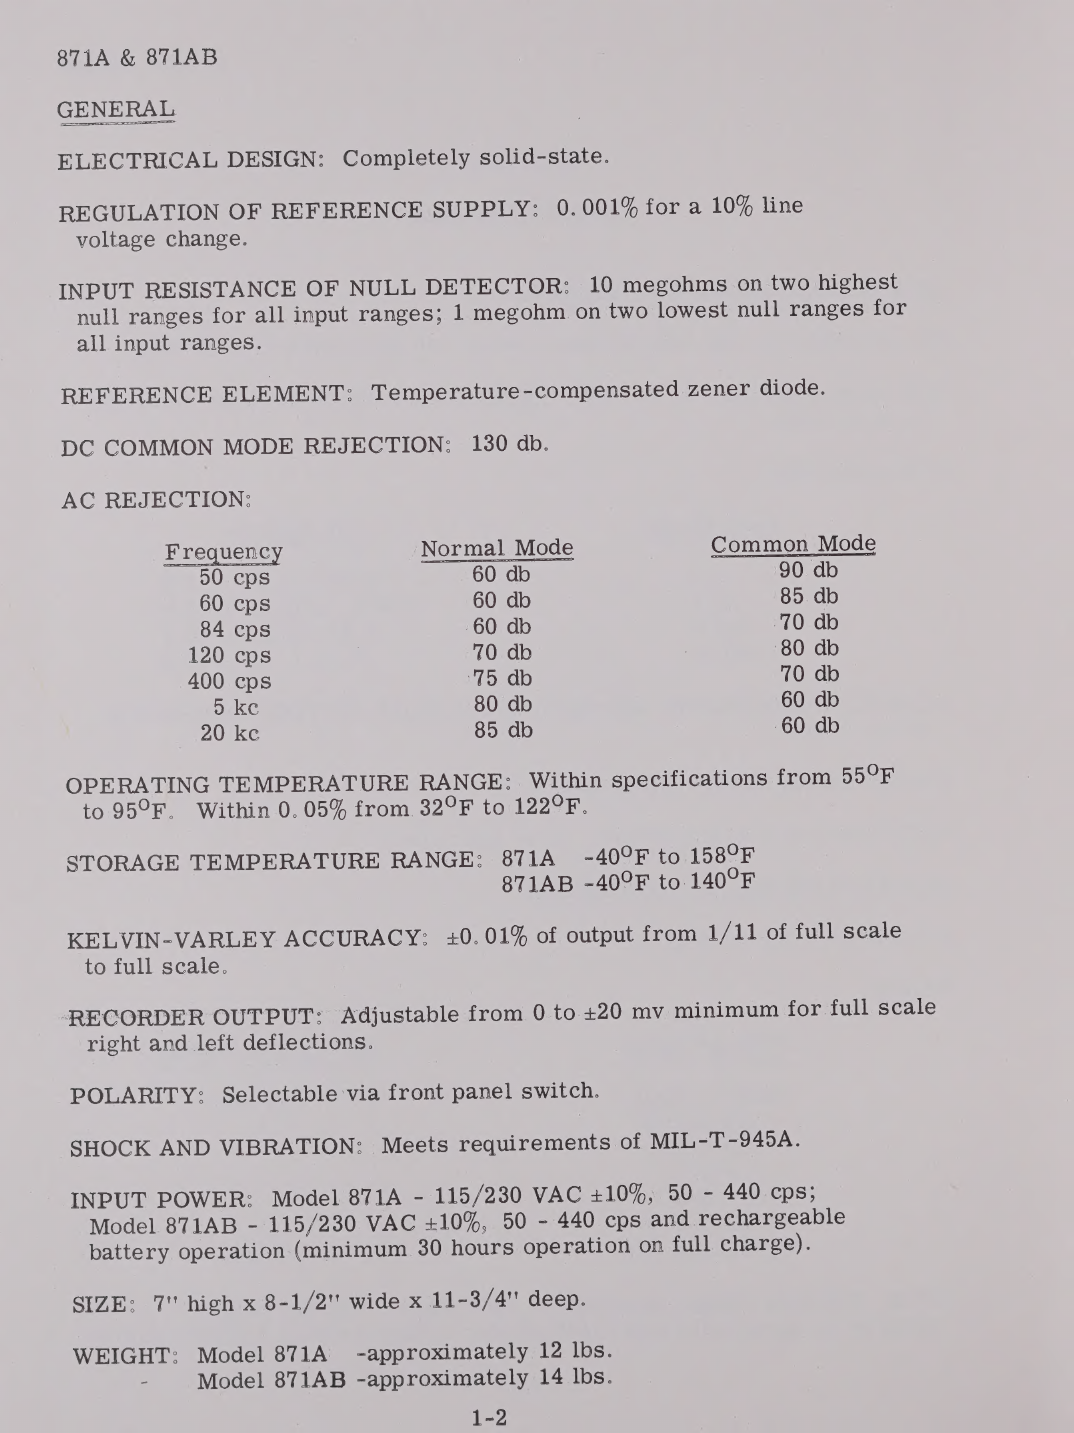 871A & 871AB
GENERAL
ELECTRICAL DESIGN: Completely solid-state.
REGULATION OF REFERENCE SUPPLY: 0.001% for a 10% line
voltage change.
INPUT RESISTANCE OF NULL DETECTOR: 10 megohms on two highest
null ranges for all input ranges; 1 megohm on two lowest null ranges for
all input ranges.
REFERENCE ELEMENT: Temperature-compensated zener diode.
DC COMMON MODE REJECTION: 130 db.
AC REJECTION:
Frequency Normal Mode Common Mode
50 cps 60 db 90 db
60 cps 60 db 85 db
84 cps 60 db 70 db
120 cps 70 db 80 db
400 cps 75 db 70 db
5 kc 80 db 60 db
20 kc 85 db 60 db
OPERATING TEMPERATURE RANGE: Within specifications from 55°F
to 95°F. Within 0.05% from 32°F to 122°F.
STORAGE TEMPERATURE RANGE: 871A -40°F to 158°F
871AB -40°F to 140°F
KELVIN-VARLEY ACCURACY: ±0.01% of output from 1/11 of full scale
to full scale.
RECORDER OUTPUT: Adjustable from 0 to ±20 mv minimum for full scale
right and left deflections.
POLARITY: Selectable via front panel switch.
SHOCK AND VIBRATION: Meets requirements of MIL-T-945A.
INPUT POWER: Model 871A - 115/230 VAC ±10%, 50 - 440 cps;
Model 871AB - 115/230 VAC ±10%, 50 - 440 cps and rechargeable
battery operation (minimum 30 hours operation on full charge).
SIZE: 7" high x 8-1/2" wide x 11-3/4" deep.
WEIGHT: Model 871A -approximately 12 lbs.
Model 871AB -approximately 14 lbs.
1-2